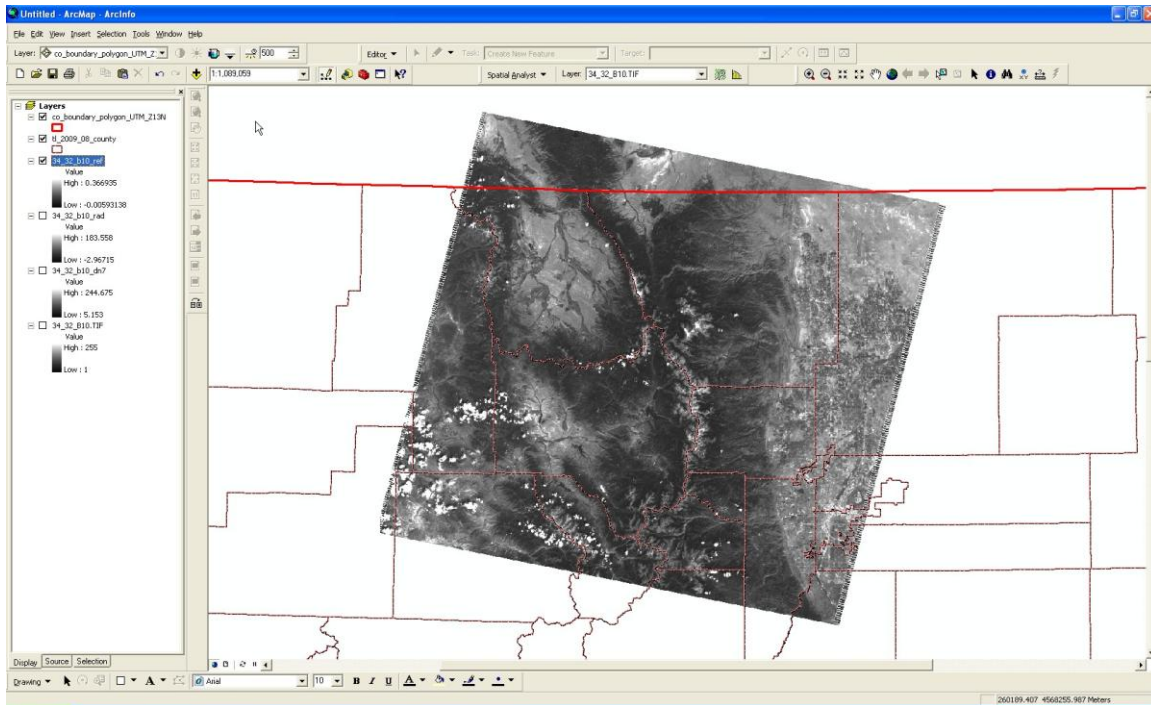 Untitled - ArcMap - ArcInfo
File Edit View Insert Selection Tools Window Help
Layer: co_boundary_polygon_UTM_Z1 500 Editor Task: Create New Feature Target:
1:1,089,059 Spatial Analyst Layer: 34_32_B10.TIF
Layers
co_boundary_polygon_UTM_Z13N
tl_2009_08_county
34_32_b10_ref
Value
High : 0.366935
Low : -0.00593138
34_32_b10_rad
Value
High : 183.558
Low : -2.96715
34_32_b10_dn7
Value
High : 244.675
Low : 5.153
34_32_B10.TIF
Value
High : 255
Low : 1
Display Source Selection
Drawing A Arial 10 B I U A
260189.407 4568255.987 Meters